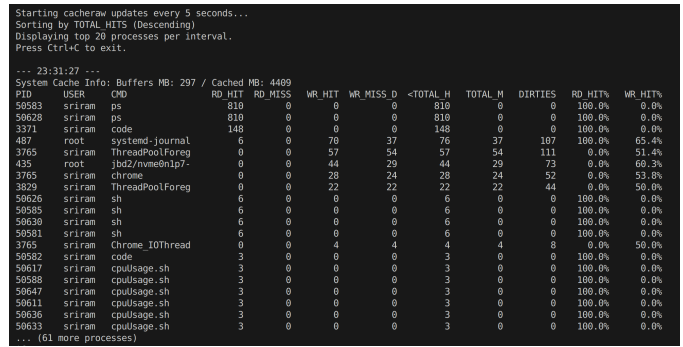 Starting cacheraw updates every 5 seconds...
Sorting by TOTAL_HITS (Descending)
Displaying top 20 processes per interval.
Press Ctrl+C to exit.
--- 23:31:27 ---
System Cache Info: Buffers MB: 297 / Cached MB: 4409
PID USER CMD RD_HIT RD_MISS WR_HIT WR_MISS_D <TOTAL_H TOTAL_M DIRTIES RD_HIT% WR_HIT%
50583 sriram ps 810 0 0 0 810 0 0 100.0% 0.0%
50628 sriram ps 810 0 0 0 810 0 0 100.0% 0.0%
3371 sriram code 148 0 0 0 148 0 0 100.0% 0.0%
487 root systemd-journal 6 0 70 37 76 37 107 100.0% 65.4%
3765 sriram ThreadPoolForeg 0 0 57 54 57 54 111 0.0% 51.4%
435 root jbd2/nvme0n1p7- 0 0 44 29 44 29 73 0.0% 60.3%
3765 sriram chrome 0 0 28 24 28 24 52 0.0% 53.8%
3829 sriram ThreadPoolForeg 0 0 22 22 22 22 44 0.0% 50.0%
50626 sriram sh 6 0 0 0 6 0 0 100.0% 0.0%
50585 sriram sh 6 0 0 0 6 0 0 100.0% 0.0%
50630 sriram sh 6 0 0 0 6 0 0 100.0% 0.0%
50581 sriram sh 6 0 0 0 6 0 0 100.0% 0.0%
3765 sriram Chrome_IOThread 0 0 4 4 4 4 8 0.0% 50.0%
50582 sriram code 3 0 0 0 3 0 0 100.0% 0.0%
50617 sriram cpuUsage.sh 3 0 0 0 3 0 0 100.0% 0.0%
50588 sriram cpuUsage.sh 3 0 0 0 3 0 0 100.0% 0.0%
50647 sriram cpuUsage.sh 3 0 0 0 3 0 0 100.0% 0.0%
50611 sriram cpuUsage.sh 3 0 0 0 3 0 0 100.0% 0.0%
50636 sriram cpuUsage.sh 3 0 0 0 3 0 0 100.0% 0.0%
50633 sriram cpuUsage.sh 3 0 0 0 3 0 0 100.0% 0.0%
... (61 more processes)